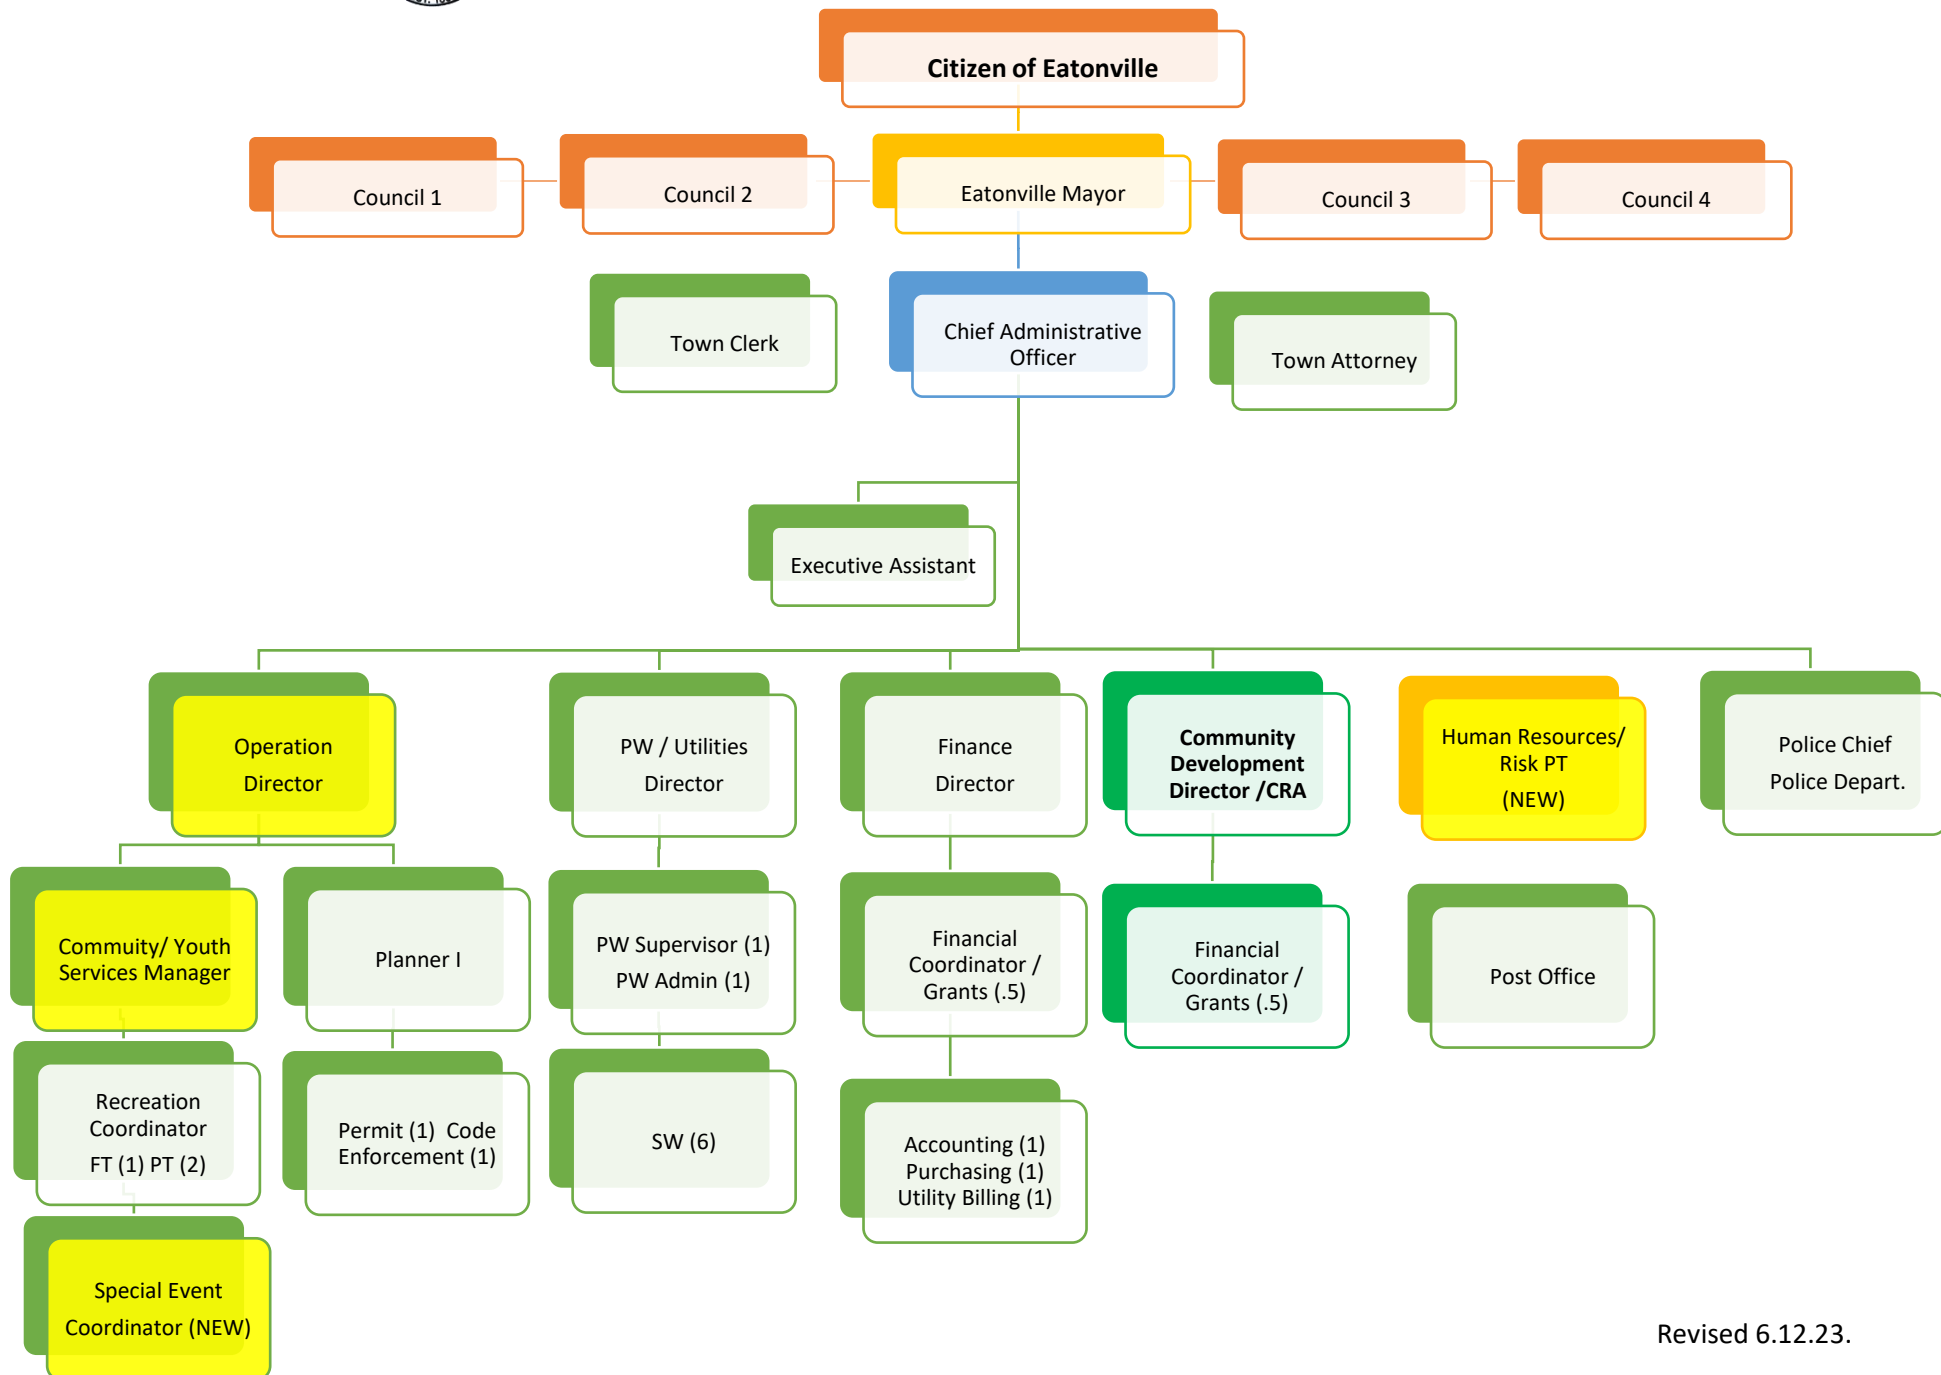 Citizen of Eatonville
Council 1
Council 2
Eatonville Mayor
Council 3
Council 4
Town Clerk
Chief Administrative
Officer
Town Attorney
Executive Assistant
Operation
Director
PW / Utilities
Director
Finance
Director
Community
Development
Director /CRA
Human Resources/
Risk PT
(NEW)
Police Chief
Police Depart.
Commuity/ Youth
Services Manager
Planner I
PW Supervisor (1)
PW Admin (1)
Financial
Coordinator /
Grants (.5)
Financial
Coordinator /
Grants (.5)
Post Office
Recreation
Coordinator
FT (1) PT (2)
Permit (1) Code
Enforcement (1)
SW (6)
Accounting (1)
Purchasing (1)
Utility Billing (1)
Special Event
Coordinator (NEW)
Revised 6.12.23.